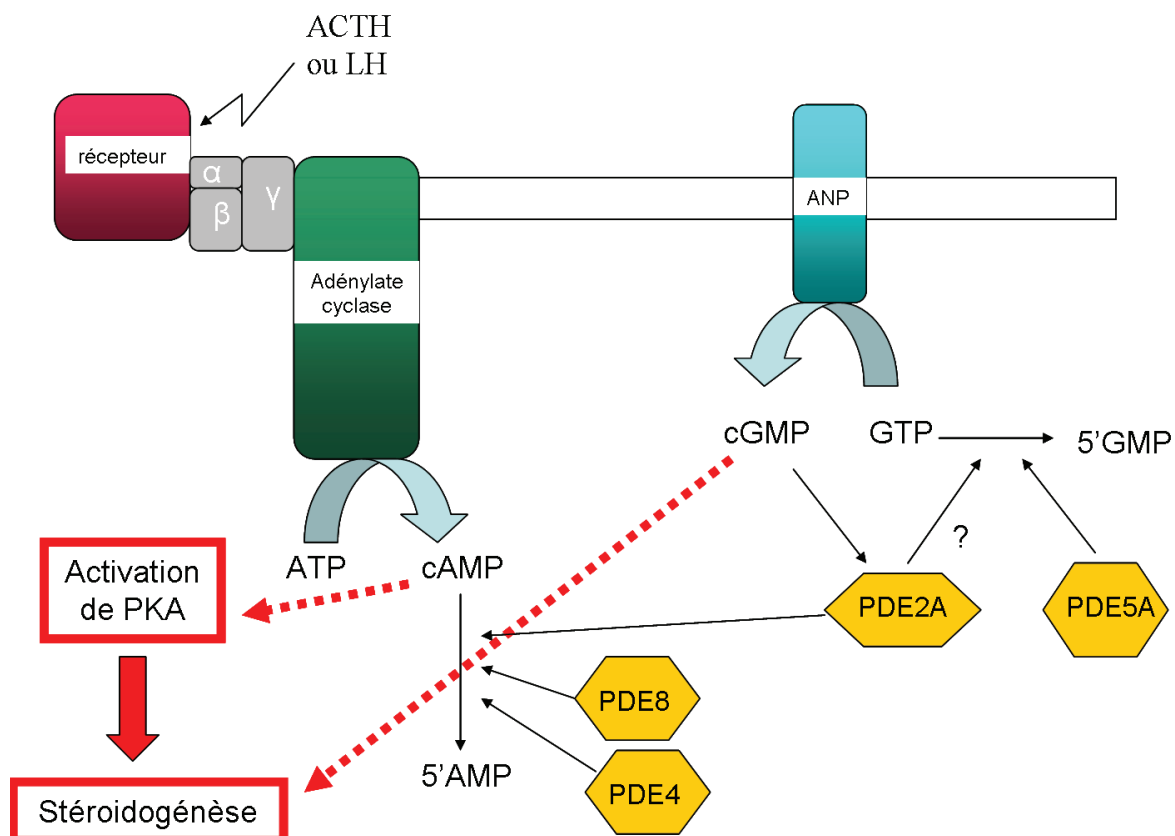 ACTH
ou LH
récepteur
α
β
γ
ANP
Adénylate
cyclase
cGMP
GTP
5'GMP
?
ATP
cAMP
Activation
de PKA
PDE2A
PDE5A
PDE8
5'AMP
PDE4
Stéroidogénèse